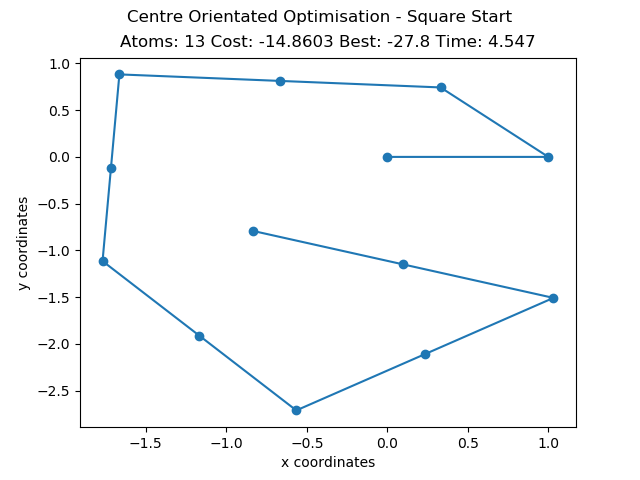 Centre Orientated Optimisation - Square Start
Atoms: 13 Cost: -14.8603 Best: -27.8 Time: 4.547
1.0
0.5
0.0
−0.5
−1.0
−1.5
−2.0
−2.5
y coordinates
−1.5 −1.0 −0.5 0.0 0.5 1.0
x coordinates